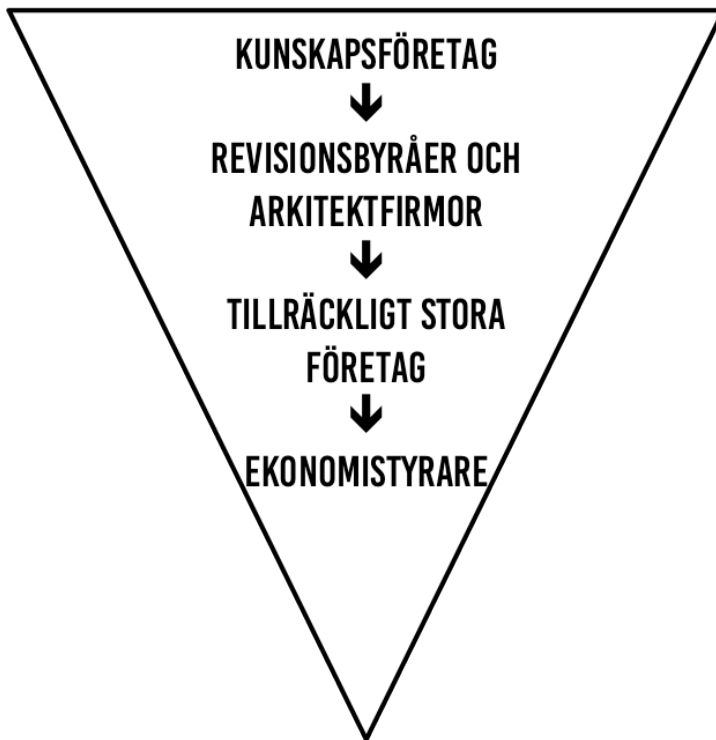 KUNSKAPSFÖRETAG
REVISIONSBYRÅER OCH
ARKITEKTFIRMOR
TILLRÄCKLIGT STORA
FÖRETAG
EKONOMISTYRARE